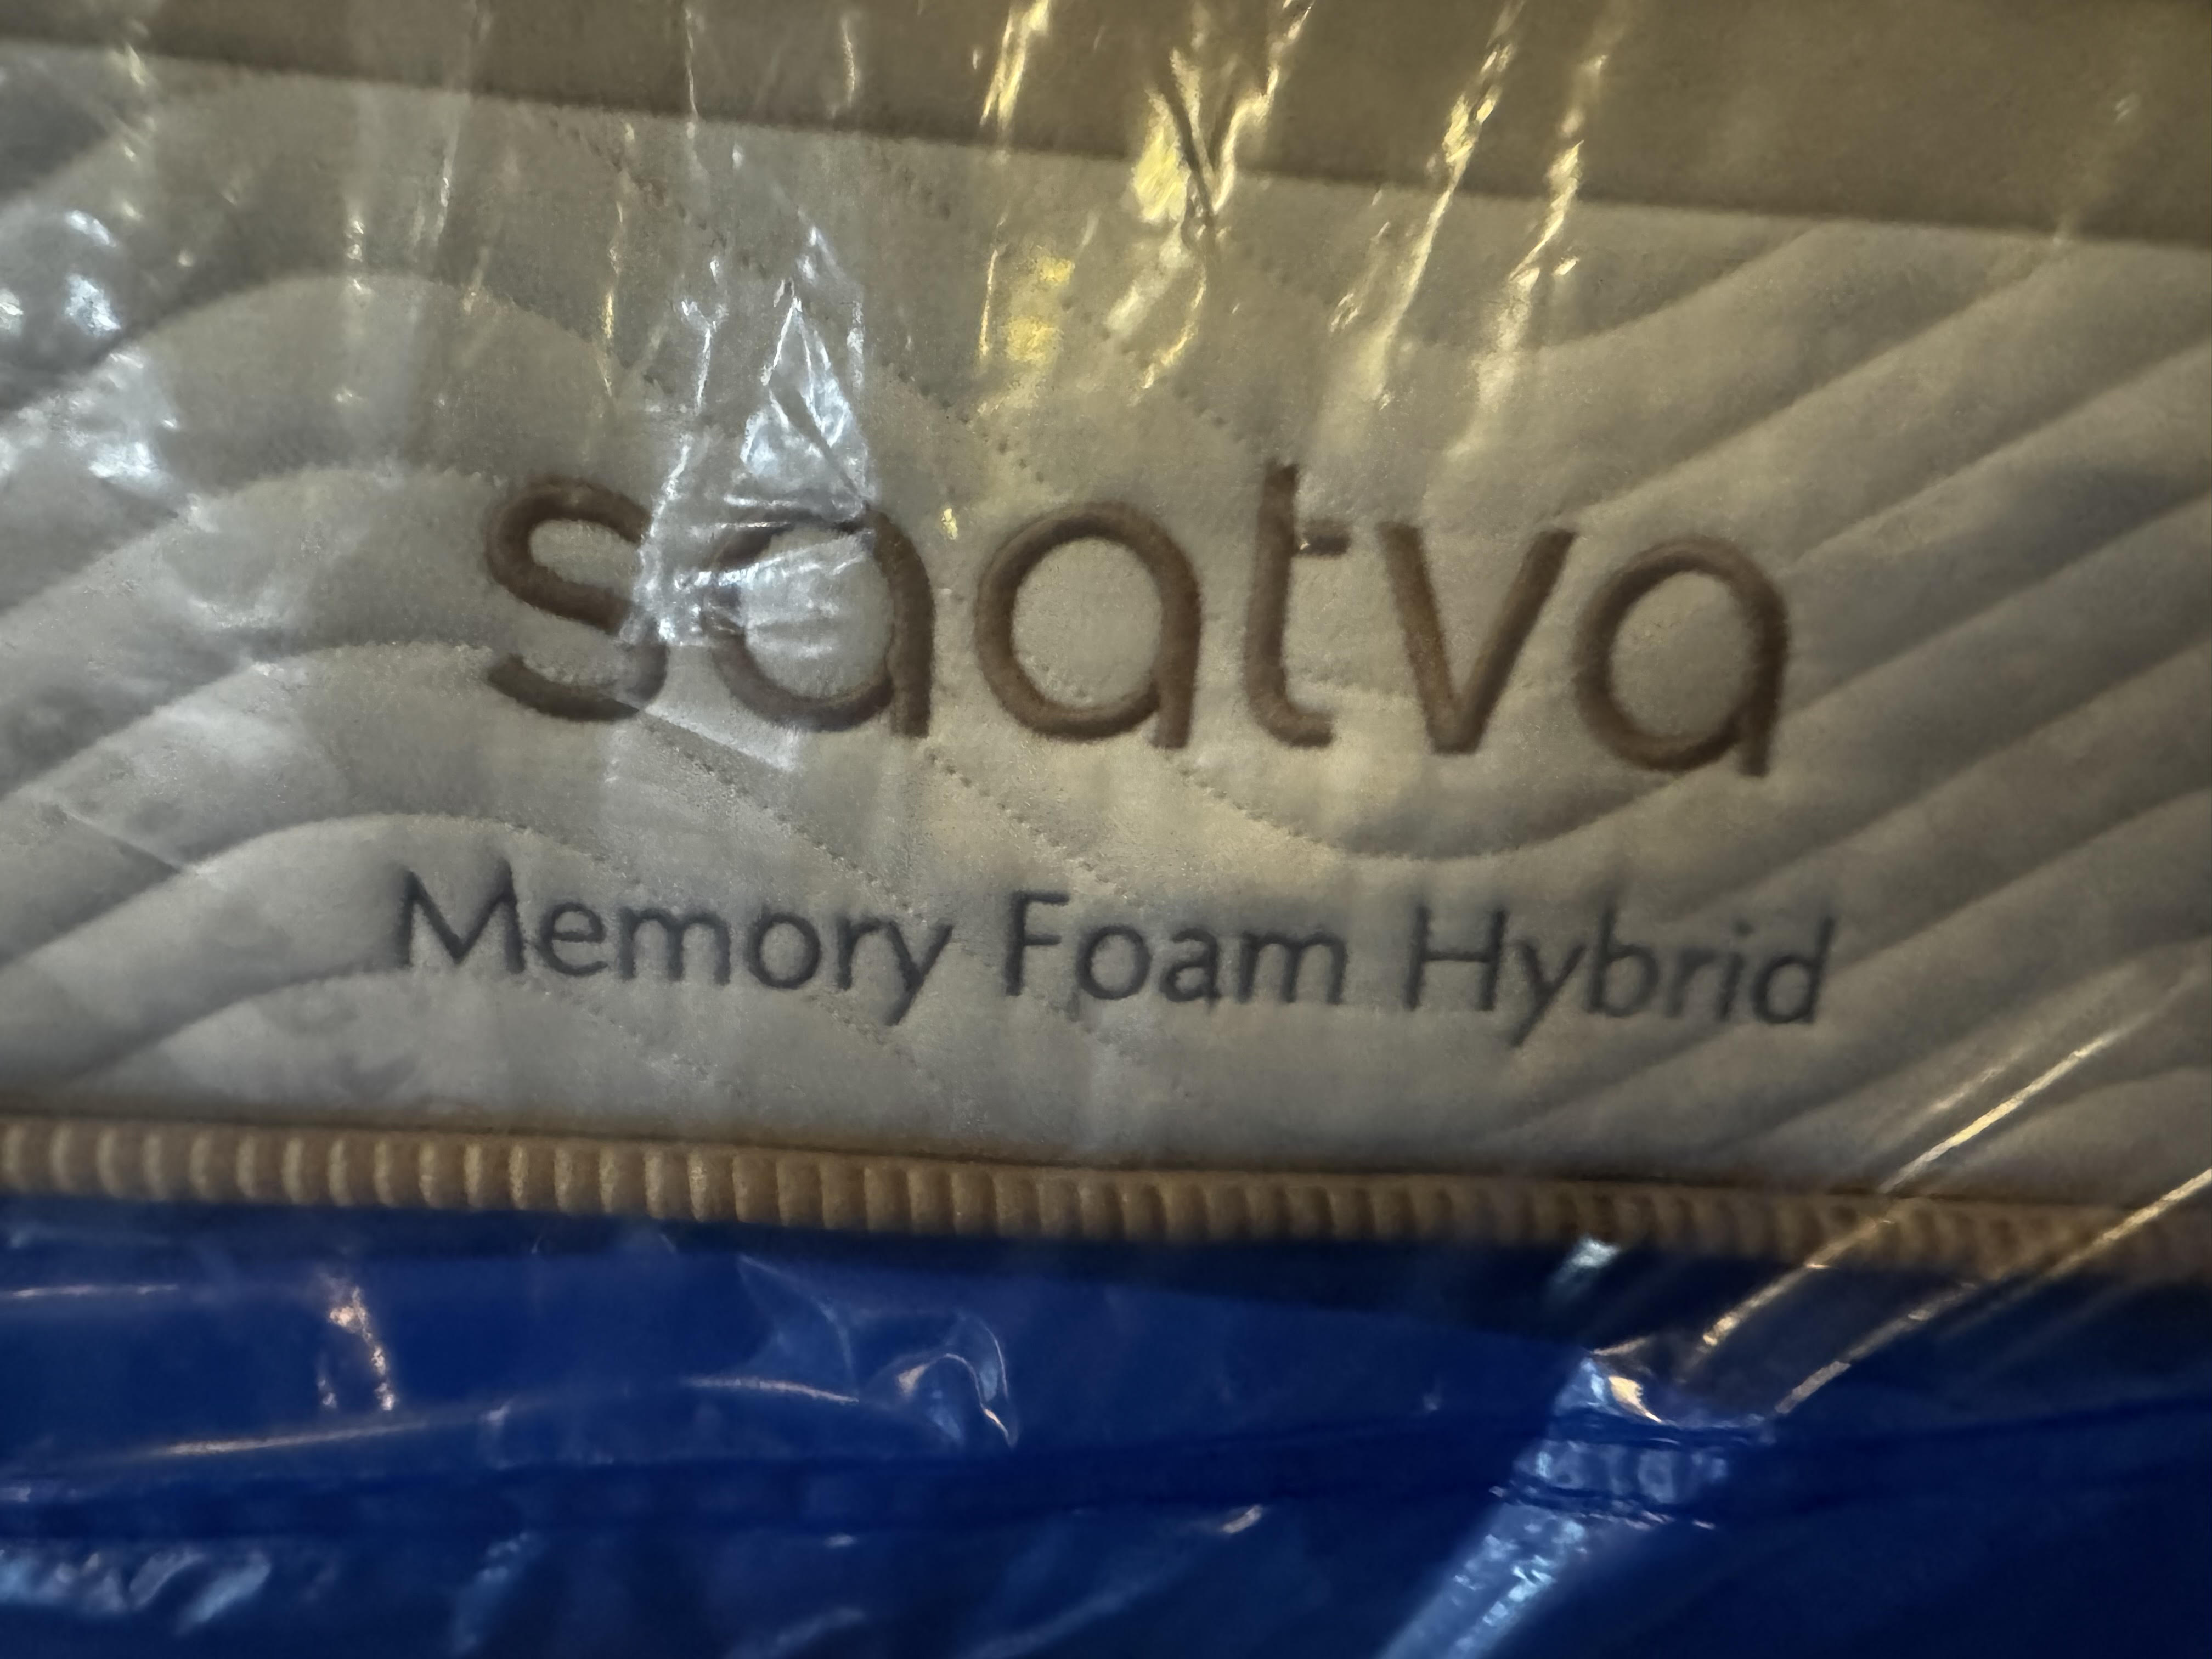 saatva
Memory Foam Hybrid